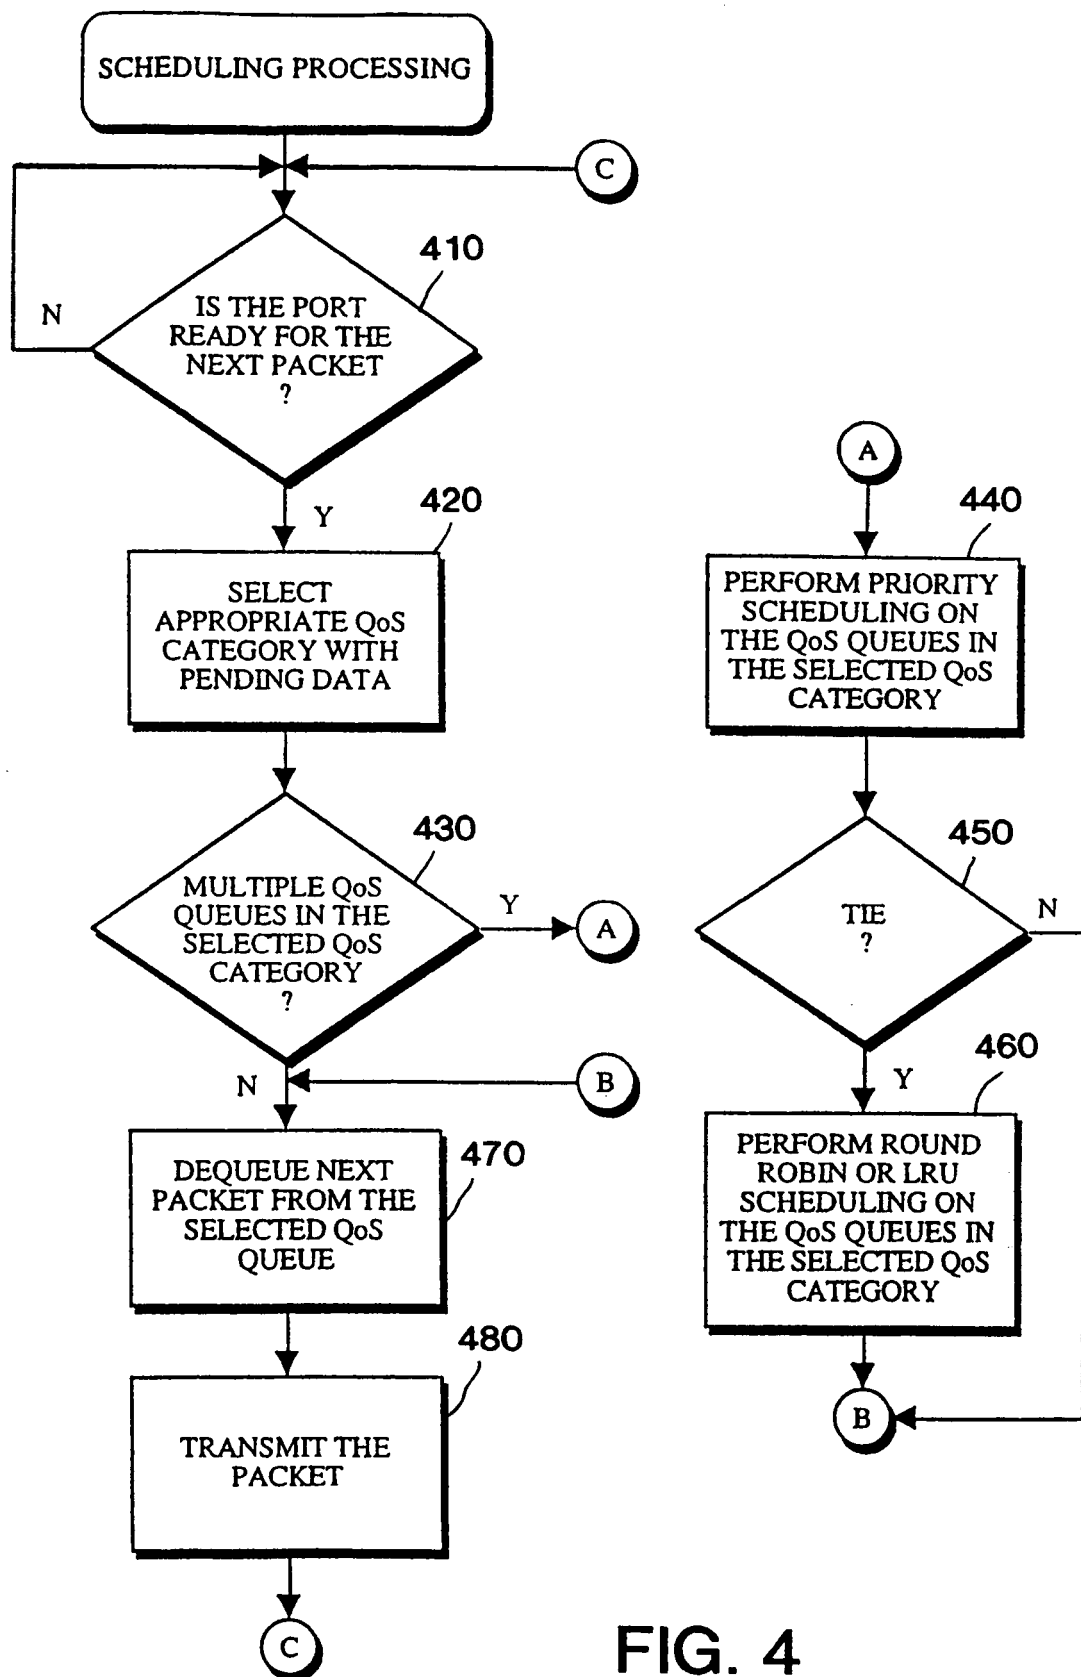 SCHEDULING PROCESSING
C
410
IS THE PORT
READY FOR THE
NEXT PACKET
?
N
Y
420
SELECT
APPROPRIATE QoS
CATEGORY WITH
PENDING DATA
430
MULTIPLE QoS
QUEUES IN THE
SELECTED QoS
CATEGORY
?
Y
A
N
B
470
DEQUEUE NEXT
PACKET FROM THE
SELECTED QoS
QUEUE
480
TRANSMIT THE
PACKET
C
A
440
PERFORM PRIORITY
SCHEDULING ON
THE QoS QUEUES IN
THE SELECTED QoS
CATEGORY
450
TIE
?
N
Y
460
PERFORM ROUND
ROBIN OR LRU
SCHEDULING ON
THE QoS QUEUES IN
THE SELECTED QoS
CATEGORY
B
FIG. 4